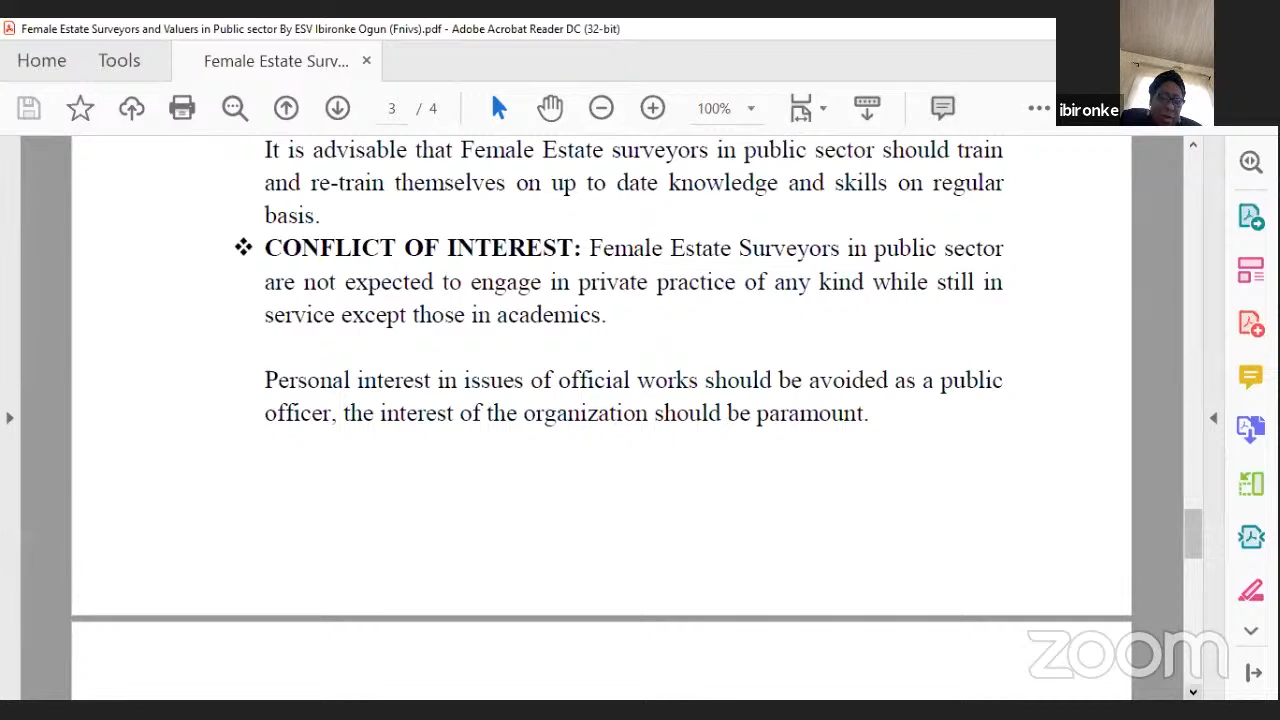 Female Estate Surveyors and Valuers in Public sector By ESV Ibironke Ogun (Fnivs).pdf - Adobe Acrobat Reader DC (32-bit)
Home Tools Female Estate Surv... ×
3 / 4 100%
ibironke
It is advisable that Female Estate surveyors in public sector should train
and re-train themselves on up to date knowledge and skills on regular
basis.
❖ CONFLICT OF INTEREST: Female Estate Surveyors in public sector
are not expected to engage in private practice of any kind while still in
service except those in academics.
Personal interest in issues of official works should be avoided as a public
officer, the interest of the organization should be paramount.
zoom